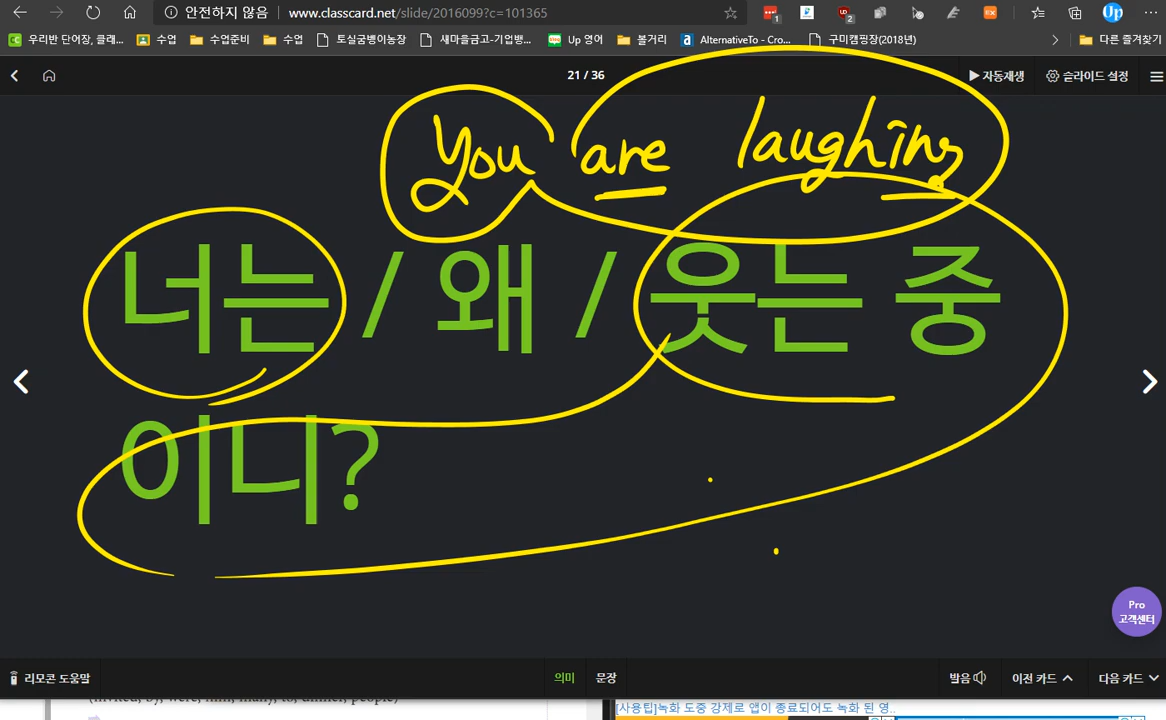 안전하지 않음 | www.classcard.net/slide/2016099?c=101365
우리반 단어장, 클래... 수업 수업준비 수업 토실궁뱅이농장 새마을금고-기업뱅... Up 영어 볼거리 AlternativeTo - Cro... 구미캠핑장(2018년) 다른 즐겨찾기
21 / 36 자동재생 슬라이드 설정
You are laughing
너는 / 왜 / 웃는 중
이니?
Pro
고객센터
리모콘 도움말 의미 문장 발음 이전 카드 다음 카드
[사용팁]녹화 도중 강제로 앱이 종료되어도 녹화 된 영..